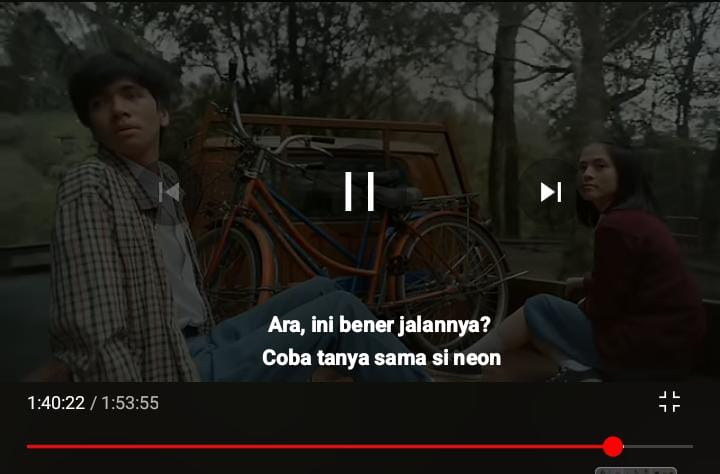 Ara, ini bener jalannya?
Coba tanya sama si neon
1:40:22 / 1:53:55